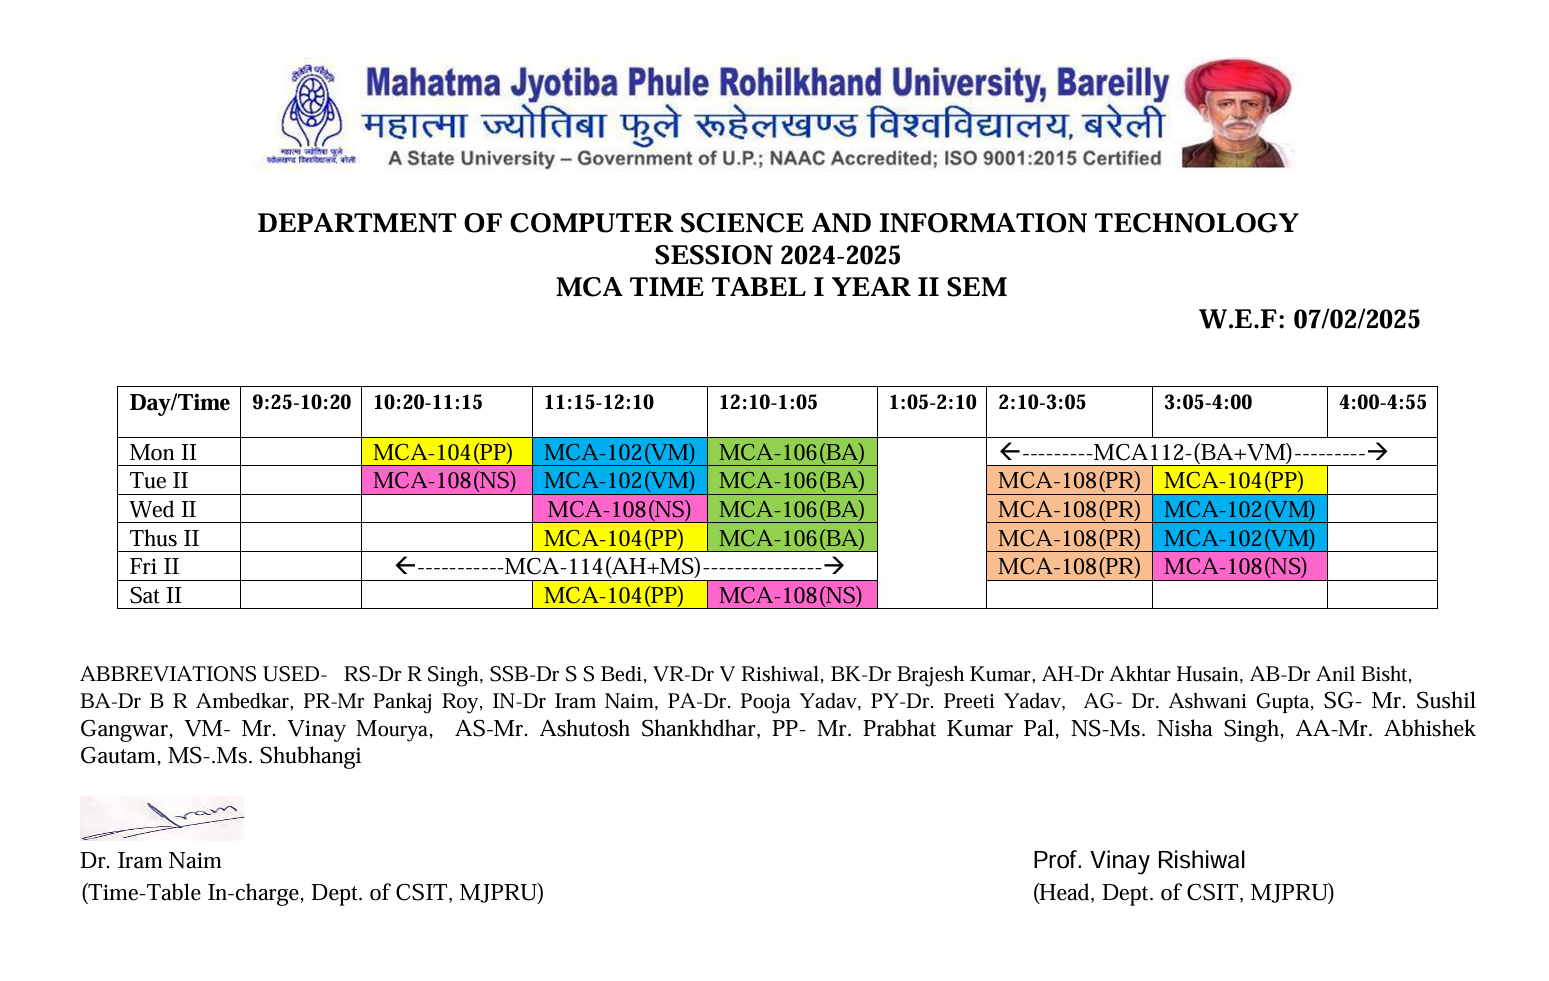 Mahatma Jyotiba Phule Rohilkhand University, Bareilly
महात्मा ज्योतिबा फुले रूहेलखण्ड विश्वविद्यालय, बरेली
A State University – Government of U.P.; NAAC Accredited; ISO 9001:2015 Certified
महात्मा ज्योतिबा फुले
रूहेलखण्ड विश्वविद्यालय, बरेली
DEPARTMENT OF COMPUTER SCIENCE AND INFORMATION TECHNOLOGY
SESSION 2024-2025
MCA TIME TABEL I YEAR II SEM
W.E.F: 07/02/2025
Day/Time 9:25-10:20 10:20-11:15 11:15-12:10 12:10-1:05 1:05-2:10 2:10-3:05 3:05-4:00 4:00-4:55
Mon II MCA-104(PP) MCA-102(VM) MCA-106(BA) ←---------MCA112-(BA+VM)---------→
Tue II MCA-108(NS) MCA-102(VM) MCA-106(BA) MCA-108(PR) MCA-104(PP)
Wed II MCA-108(NS) MCA-106(BA) MCA-108(PR) MCA-102(VM)
Thus II MCA-104(PP) MCA-106(BA) MCA-108(PR) MCA-102(VM)
Fri II ←-----------MCA-114(AH+MS)---------------→ MCA-108(PR) MCA-108(NS)
Sat II MCA-104(PP) MCA-108(NS)
ABBREVIATIONS USED- RS-Dr R Singh, SSB-Dr S S Bedi, VR-Dr V Rishiwal, BK-Dr Brajesh Kumar, AH-Dr Akhtar Husain, AB-Dr Anil Bisht,
BA-Dr B R Ambedkar, PR-Mr Pankaj Roy, IN-Dr Iram Naim, PA-Dr. Pooja Yadav, PY-Dr. Preeti Yadav, AG- Dr. Ashwani Gupta, SG- Mr. Sushil
Gangwar, VM- Mr. Vinay Mourya, AS-Mr. Ashutosh Shankhdhar, PP- Mr. Prabhat Kumar Pal, NS-Ms. Nisha Singh, AA-Mr. Abhishek
Gautam, MS-.Ms. Shubhangi
Iram
Dr. Iram Naim Prof. Vinay Rishiwal
(Time-Table In-charge, Dept. of CSIT, MJPRU) (Head, Dept. of CSIT, MJPRU)